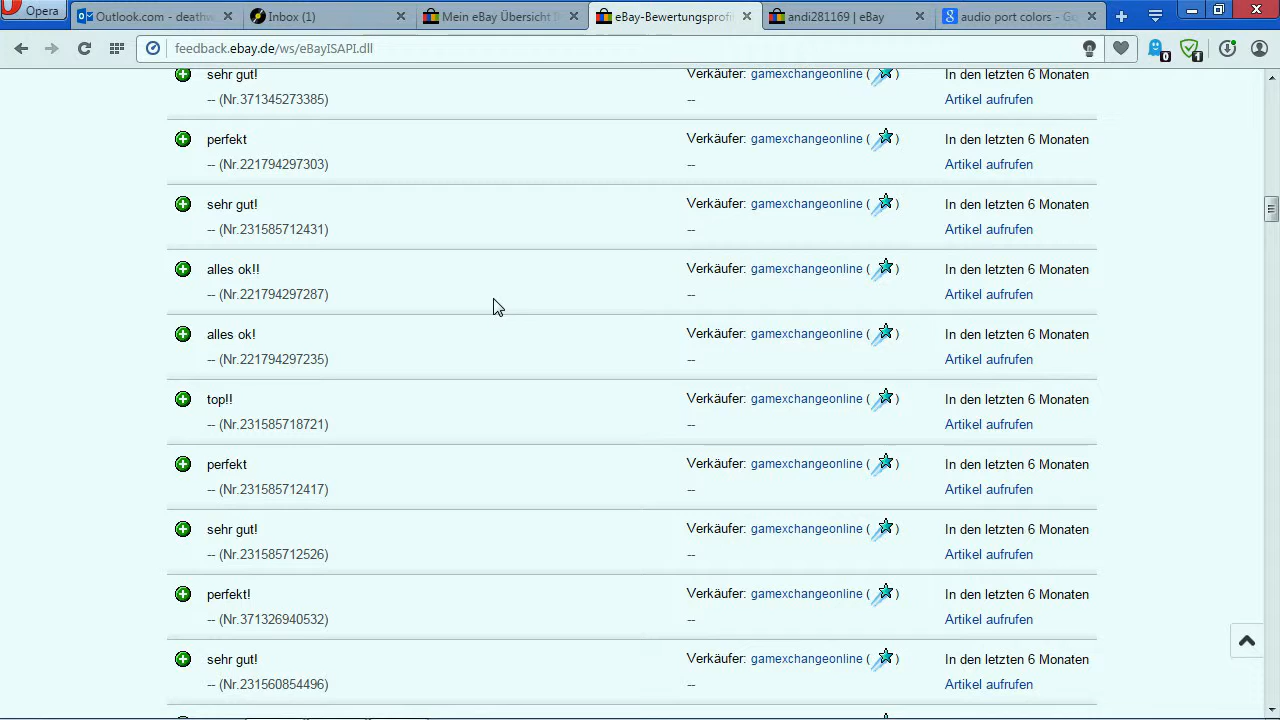 Opera
Outlook.com - deathw
Inbox (1)
Mein eBay Übersicht D
eBay-Bewertungsprofi
andi281169 | eBay
audio port colors - Go
feedback.ebay.de/ws/eBayISAPI.dll
0
1
sehr gut! Verkäufer: gamexchangeonline ( ) In den letzten 6 Monaten
-- (Nr.371345273385) -- Artikel aufrufen
perfekt Verkäufer: gamexchangeonline ( ) In den letzten 6 Monaten
-- (Nr.221794297303) -- Artikel aufrufen
sehr gut! Verkäufer: gamexchangeonline ( ) In den letzten 6 Monaten
-- (Nr.231585712431) -- Artikel aufrufen
alles ok!! Verkäufer: gamexchangeonline ( ) In den letzten 6 Monaten
-- (Nr.221794297287) -- Artikel aufrufen
alles ok! Verkäufer: gamexchangeonline ( ) In den letzten 6 Monaten
-- (Nr.221794297235) -- Artikel aufrufen
top!! Verkäufer: gamexchangeonline ( ) In den letzten 6 Monaten
-- (Nr.231585718721) -- Artikel aufrufen
perfekt Verkäufer: gamexchangeonline ( ) In den letzten 6 Monaten
-- (Nr.231585712417) -- Artikel aufrufen
sehr gut! Verkäufer: gamexchangeonline ( ) In den letzten 6 Monaten
-- (Nr.231585712526) -- Artikel aufrufen
perfekt! Verkäufer: gamexchangeonline ( ) In den letzten 6 Monaten
-- (Nr.371326940532) -- Artikel aufrufen
sehr gut! Verkäufer: gamexchangeonline ( ) In den letzten 6 Monaten
-- (Nr.231560854496) -- Artikel aufrufen